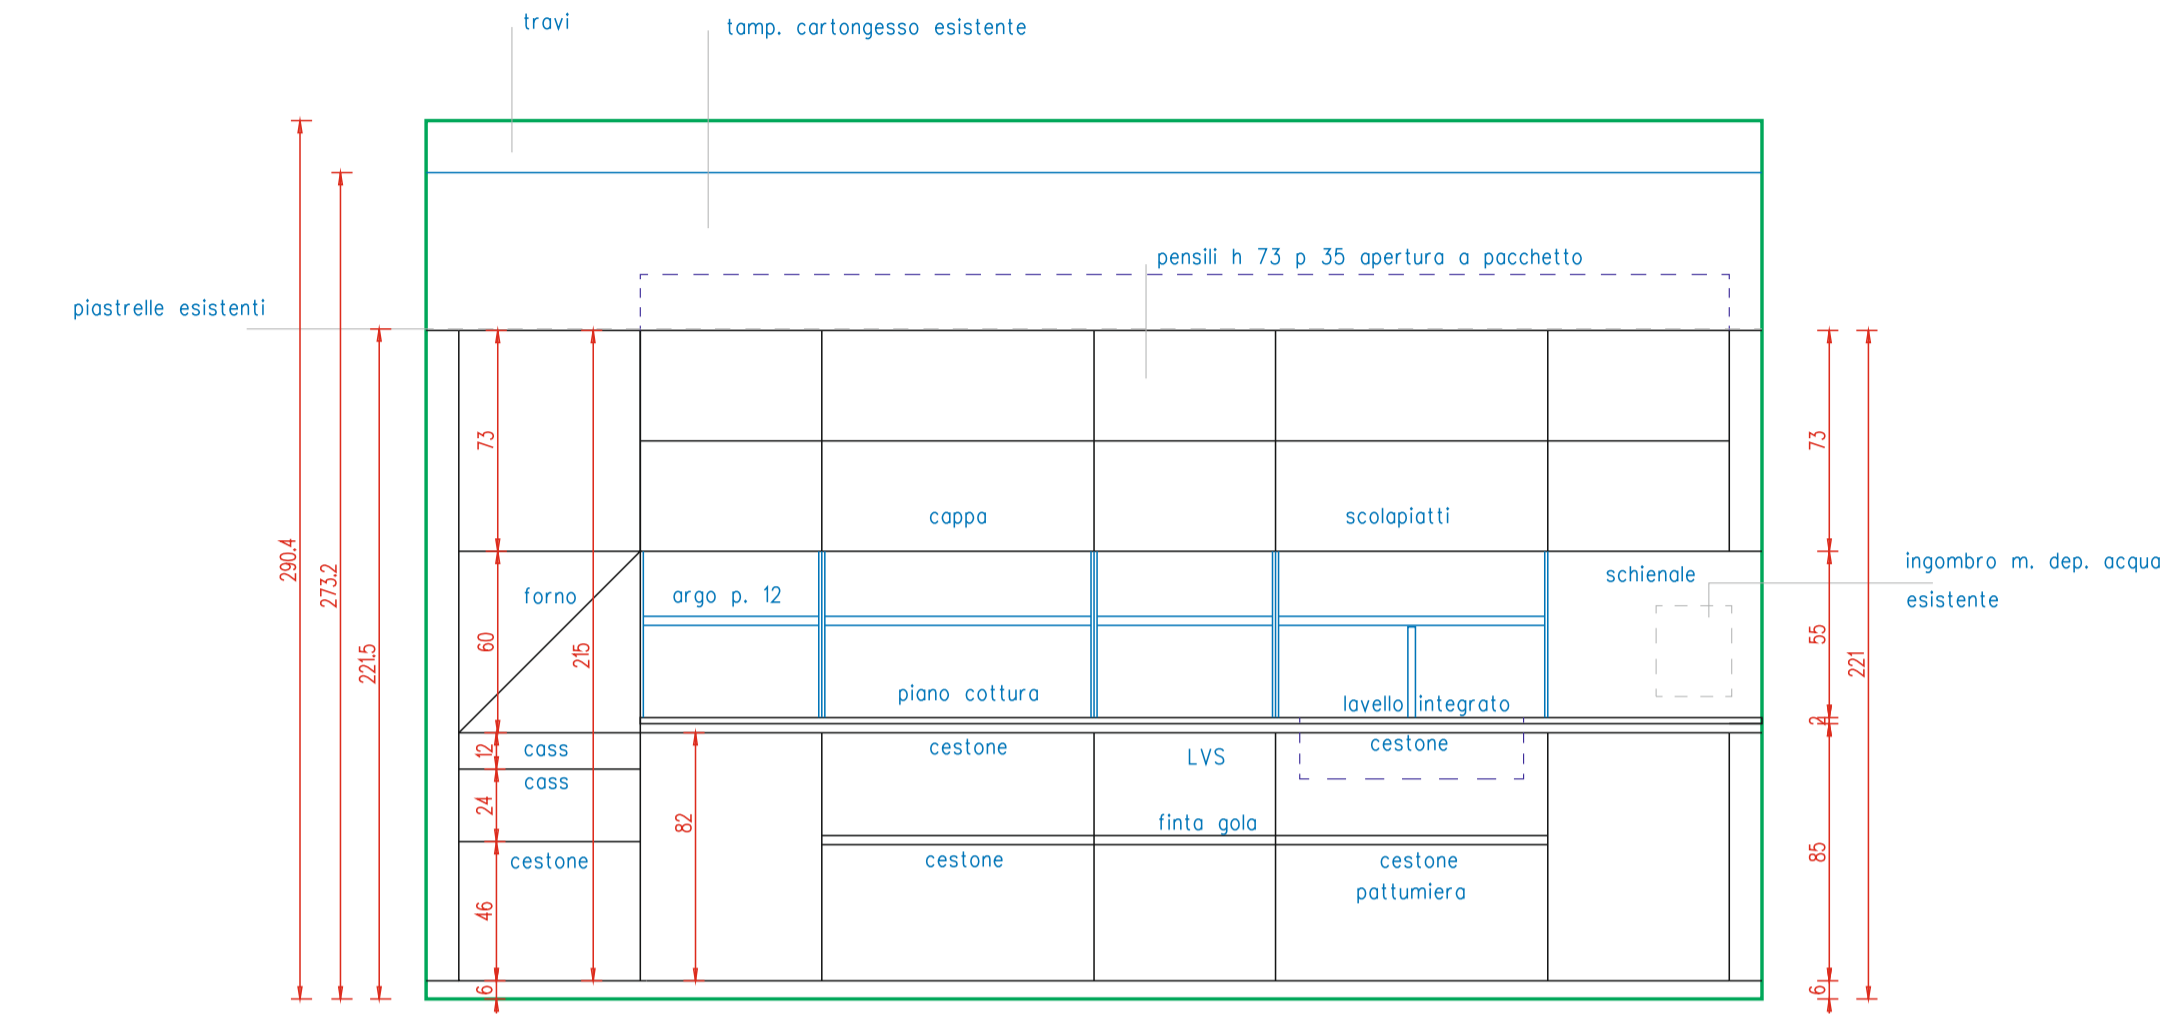 travi
tamp. cartongesso esistente
pensili h 73 p 35 apertura a pacchetto
piastrelle esistenti
290.4
273.2
221.5
73
60
215
12
24
46
6
82
cappa
scolapiatti
forno
argo p. 12
schienale
ingombro m. dep. acqua
esistente
piano cottura
lavello integrato
cass
cass
cestone
cestone
LVS
cestone
finta gola
cestone
cestone
pattumiera
73
55
2
85
6
221